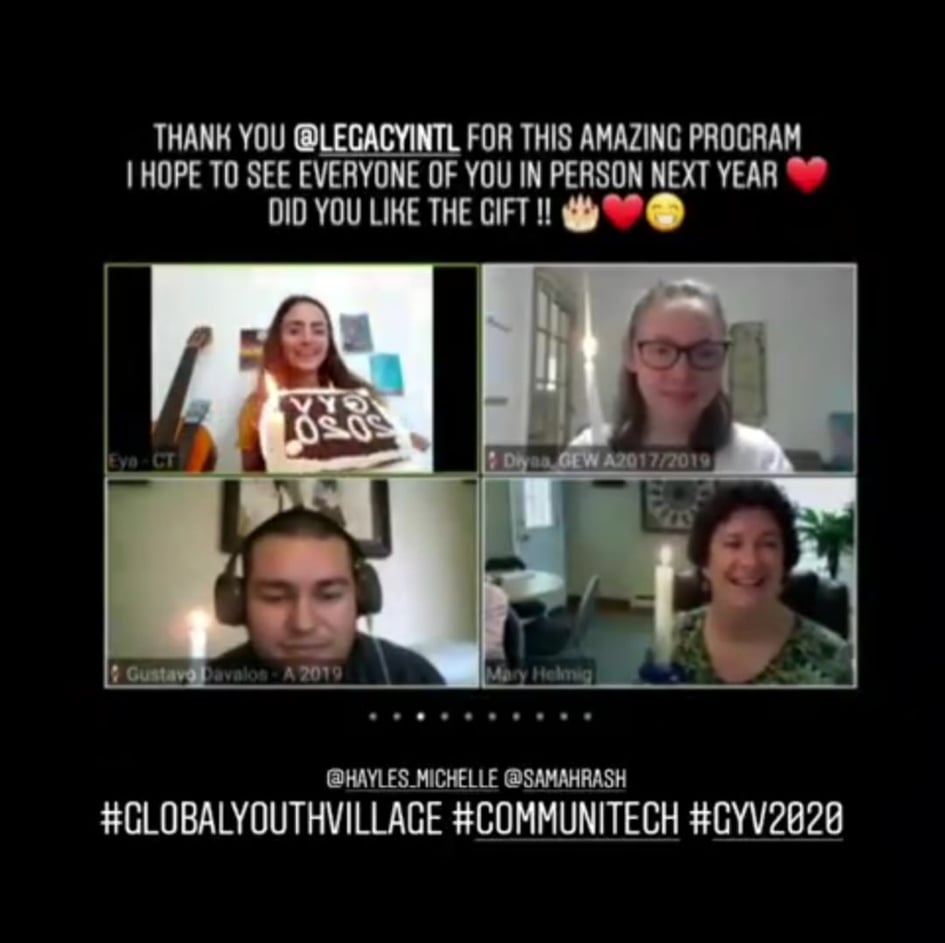 THANK YOU @LEGACYINTL FOR THIS AMAZING PROGRAM
I HOPE TO SEE EVERYONE OF YOU IN PERSON NEXT YEAR ❤️
DID YOU LIKE THE GIFT !! 🎂❤️😁
GYV
2020
Eya - CT
Diyaa, GEW A2017/2019
Gustavo Davalos - A 2019
Mary Helmig
@HAYLES_MICHELLE @SAMAHRASH
#GLOBALYOUTHVILLAGE #COMMUNITECH #GYV2020